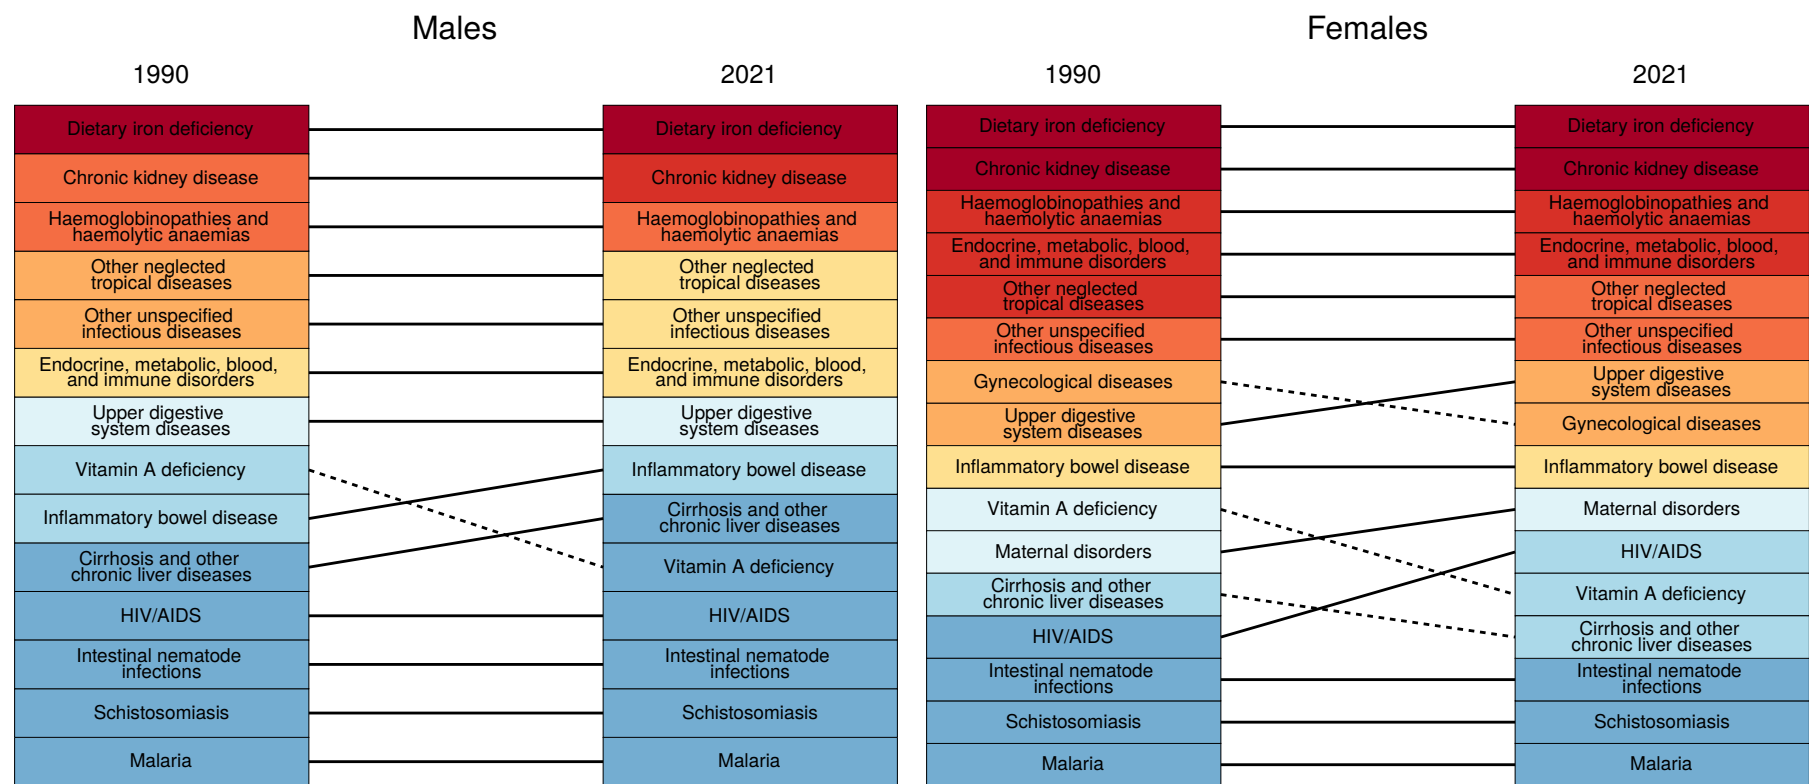 Males
1990
2021
Dietary iron deficiency
Chronic kidney disease
Haemoglobinopathies and
haemolytic anaemias
Other neglected
tropical diseases
Other unspecified
infectious diseases
Endocrine, metabolic, blood,
and immune disorders
Upper digestive
system diseases
Vitamin A deficiency
Inflammatory bowel disease
Cirrhosis and other
chronic liver diseases
HIV/AIDS
Intestinal nematode
infections
Schistosomiasis
Malaria
Dietary iron deficiency
Chronic kidney disease
Haemoglobinopathies and
haemolytic anaemias
Other neglected
tropical diseases
Other unspecified
infectious diseases
Endocrine, metabolic, blood,
and immune disorders
Upper digestive
system diseases
Inflammatory bowel disease
Cirrhosis and other
chronic liver diseases
Vitamin A deficiency
HIV/AIDS
Intestinal nematode
infections
Schistosomiasis
Malaria
Females
1990
2021
Dietary iron deficiency
Chronic kidney disease
Haemoglobinopathies and
haemolytic anaemias
Endocrine, metabolic, blood,
and immune disorders
Other neglected
tropical diseases
Other unspecified
infectious diseases
Gynecological diseases
Upper digestive
system diseases
Inflammatory bowel disease
Vitamin A deficiency
Maternal disorders
Cirrhosis and other
chronic liver diseases
HIV/AIDS
Intestinal nematode
infections
Schistosomiasis
Malaria
Dietary iron deficiency
Chronic kidney disease
Haemoglobinopathies and
haemolytic anaemias
Endocrine, metabolic, blood,
and immune disorders
Other neglected
tropical diseases
Other unspecified
infectious diseases
Upper digestive
system diseases
Gynecological diseases
Inflammatory bowel disease
Maternal disorders
HIV/AIDS
Vitamin A deficiency
Cirrhosis and other
chronic liver diseases
Intestinal nematode
infections
Schistosomiasis
Malaria